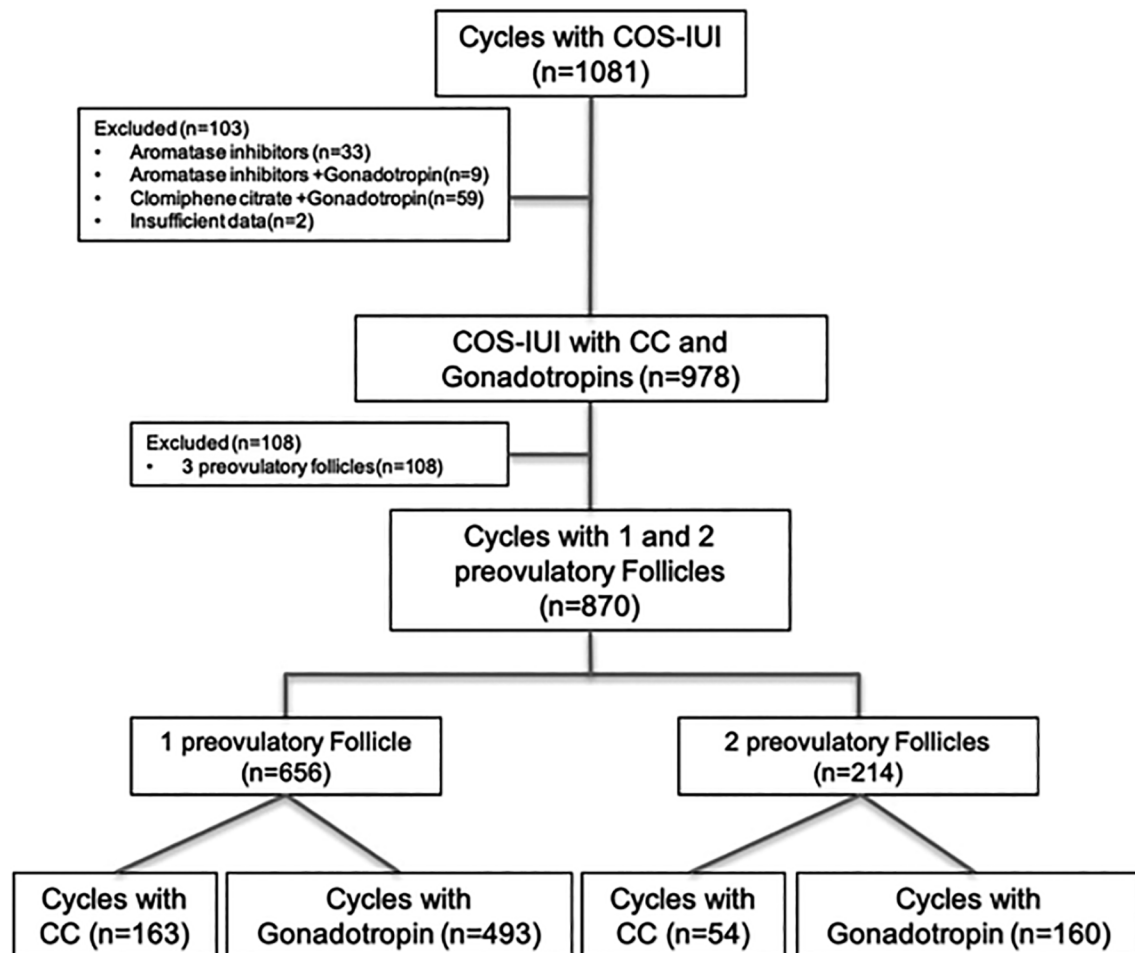 Cycles with COS-IUI
(n=1081)
Excluded (n=103)
• Aromatase inhibitors (n=33)
• Aromatase inhibitors +Gonadotropin(n=9)
• Clomiphene citrate +Gonadotropin(n=59)
• Insufficient data(n=2)
COS-IUI with CC and
Gonadotropins (n=978)
Excluded (n=108)
• 3 preovulatory follicles(n=108)
Cycles with 1 and 2
preovulatory Follicles
(n=870)
1 preovulatory Follicle
(n=656)
2 preovulatory Follicles
(n=214)
Cycles with
CC (n=163)
Cycles with
Gonadotropin (n=493)
Cycles with
CC (n=54)
Cycles with
Gonadotropin (n=160)